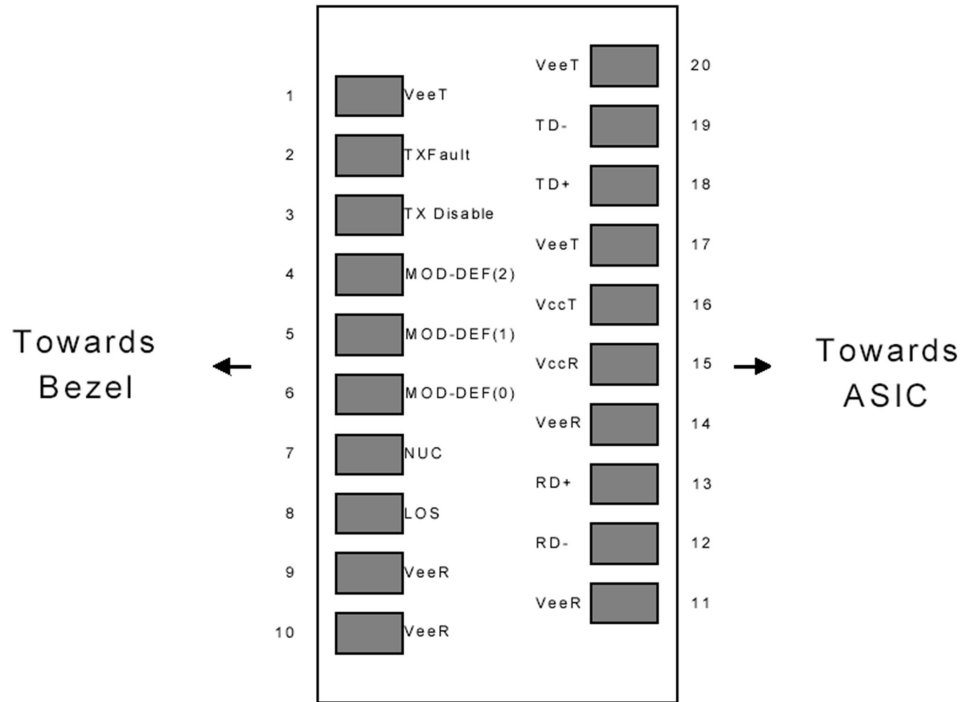 Towards
Bezel
1 VeeT
2 TXFault
3 TX Disable
4 MOD-DEF(2)
5 MOD-DEF(1)
6 MOD-DEF(0)
7 NUC
8 LOS
9 VeeR
10 VeeR
VeeT 20
TD- 19
TD+ 18
VeeT 17
VccT 16
VccR 15
VeeR 14
RD+ 13
RD- 12
VeeR 11
Towards
ASIC